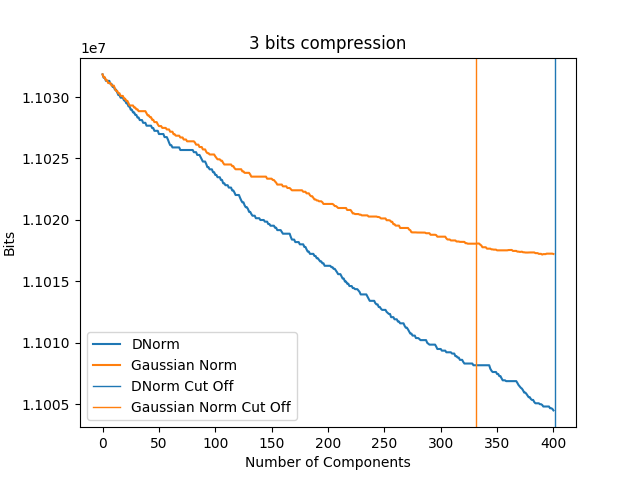 3 bits compression
1e7
1.1030
1.1025
1.1020
1.1015
1.1010
1.1005
Bits
DNorm
Gaussian Norm
DNorm Cut Off
Gaussian Norm Cut Off
0 50 100 150 200 250 300 350 400
Number of Components